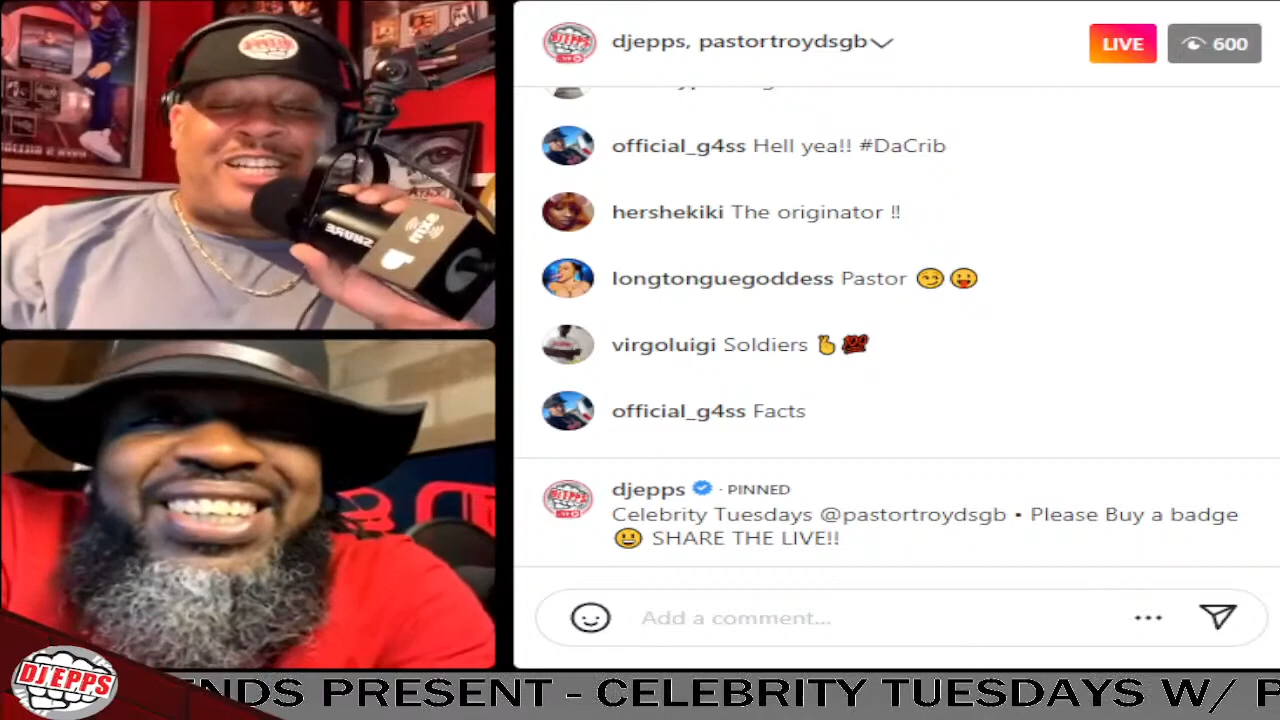 djepps, pastortroydsgb
LIVE
600
official_g4ss Hell yea!! #DaCrib
hershekiki The originator !!
longtonguegoddess Pastor 😏😛
virgoluigi Soldiers 🫰💯
official_g4ss Facts
djepps · PINNED
Celebrity Tuesdays @pastortroydsgb • Please Buy a badge
😀 SHARE THE LIVE!!
Add a comment...
DJ EPPS
ENDS PRESENT - CELEBRITY TUESDAYS W/ P